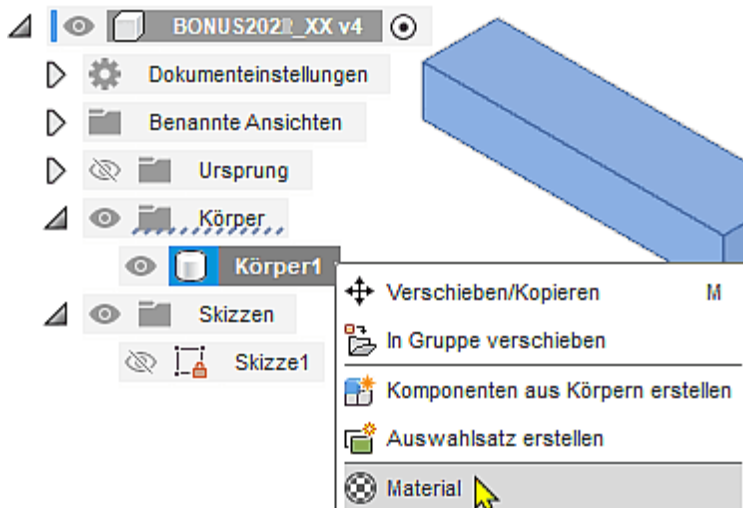 BONUS202_XX v4
Dokumenteinstellungen
Benannte Ansichten
Ursprung
Körper
Körper1
Verschieben/Kopieren M
Skizzen
In Gruppe verschieben
Skizze1
Komponenten aus Körpern erstellen
Auswahlsatz erstellen
Material